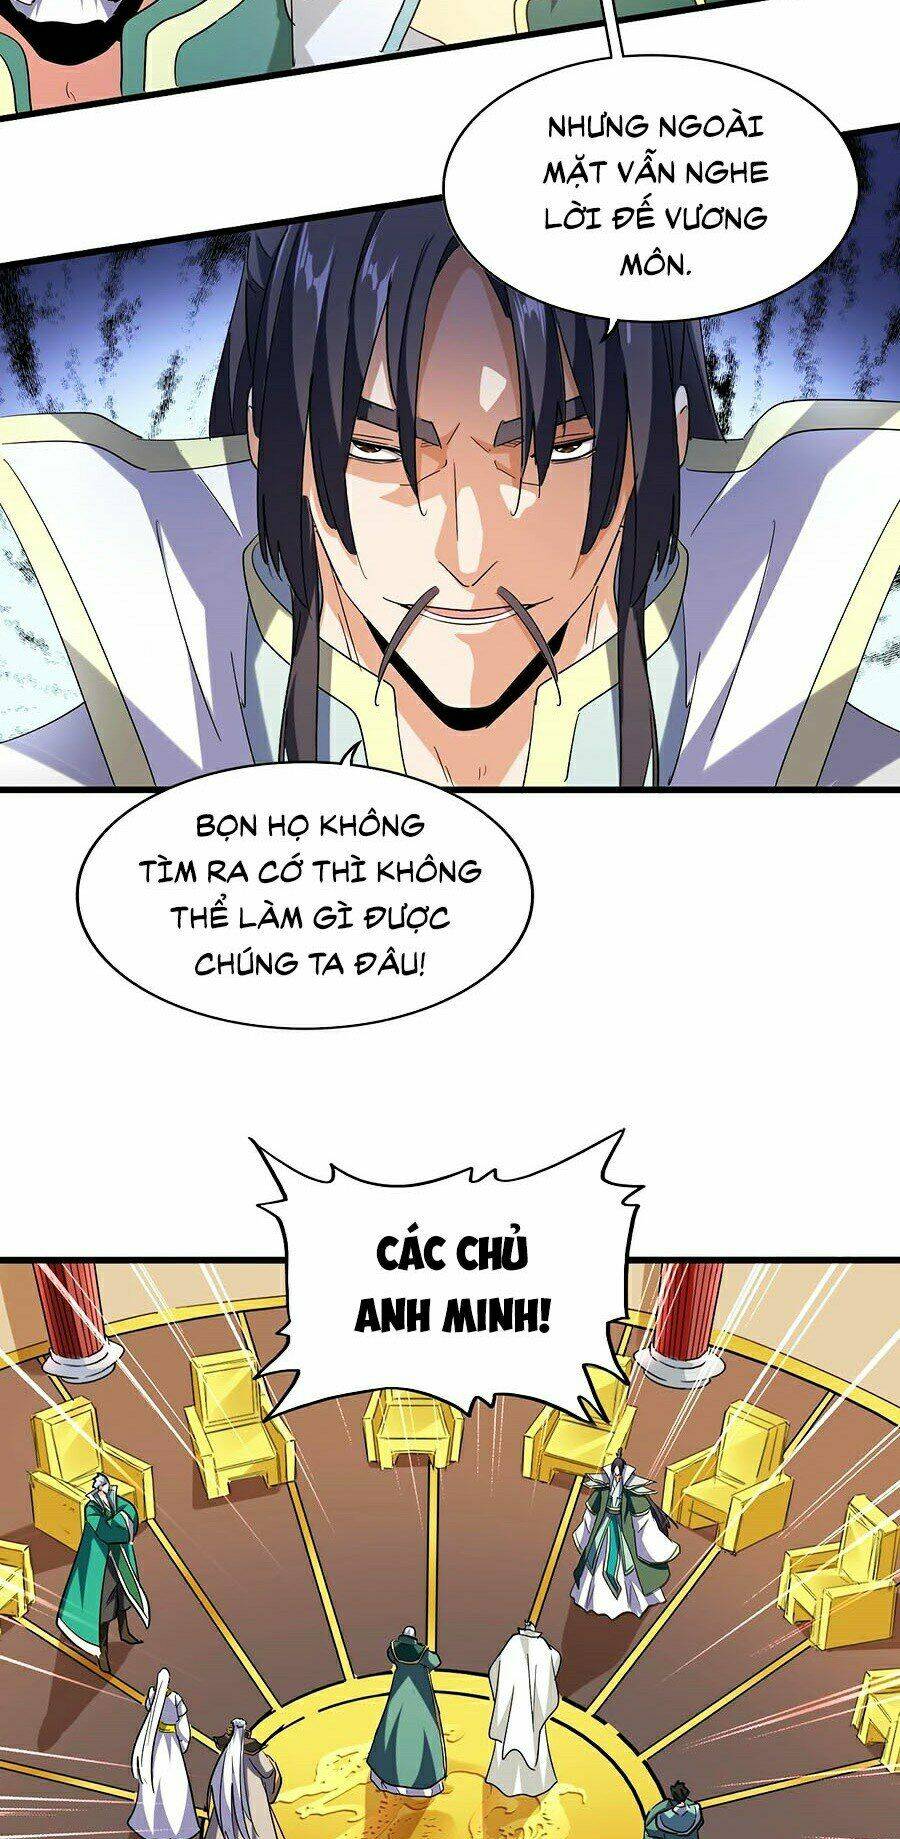 NHƯNG NGOÀI
MẶT VẪN NGHE
LỜI ĐẾ VƯƠNG
MÔN.
BỌN HỌ KHÔNG
TÌM RA CỚ THÌ KHÔNG
THỂ LÀM GÌ ĐƯỢC
CHÚNG TA ĐÂU!
CÁC CHỦ
ANH MINH!